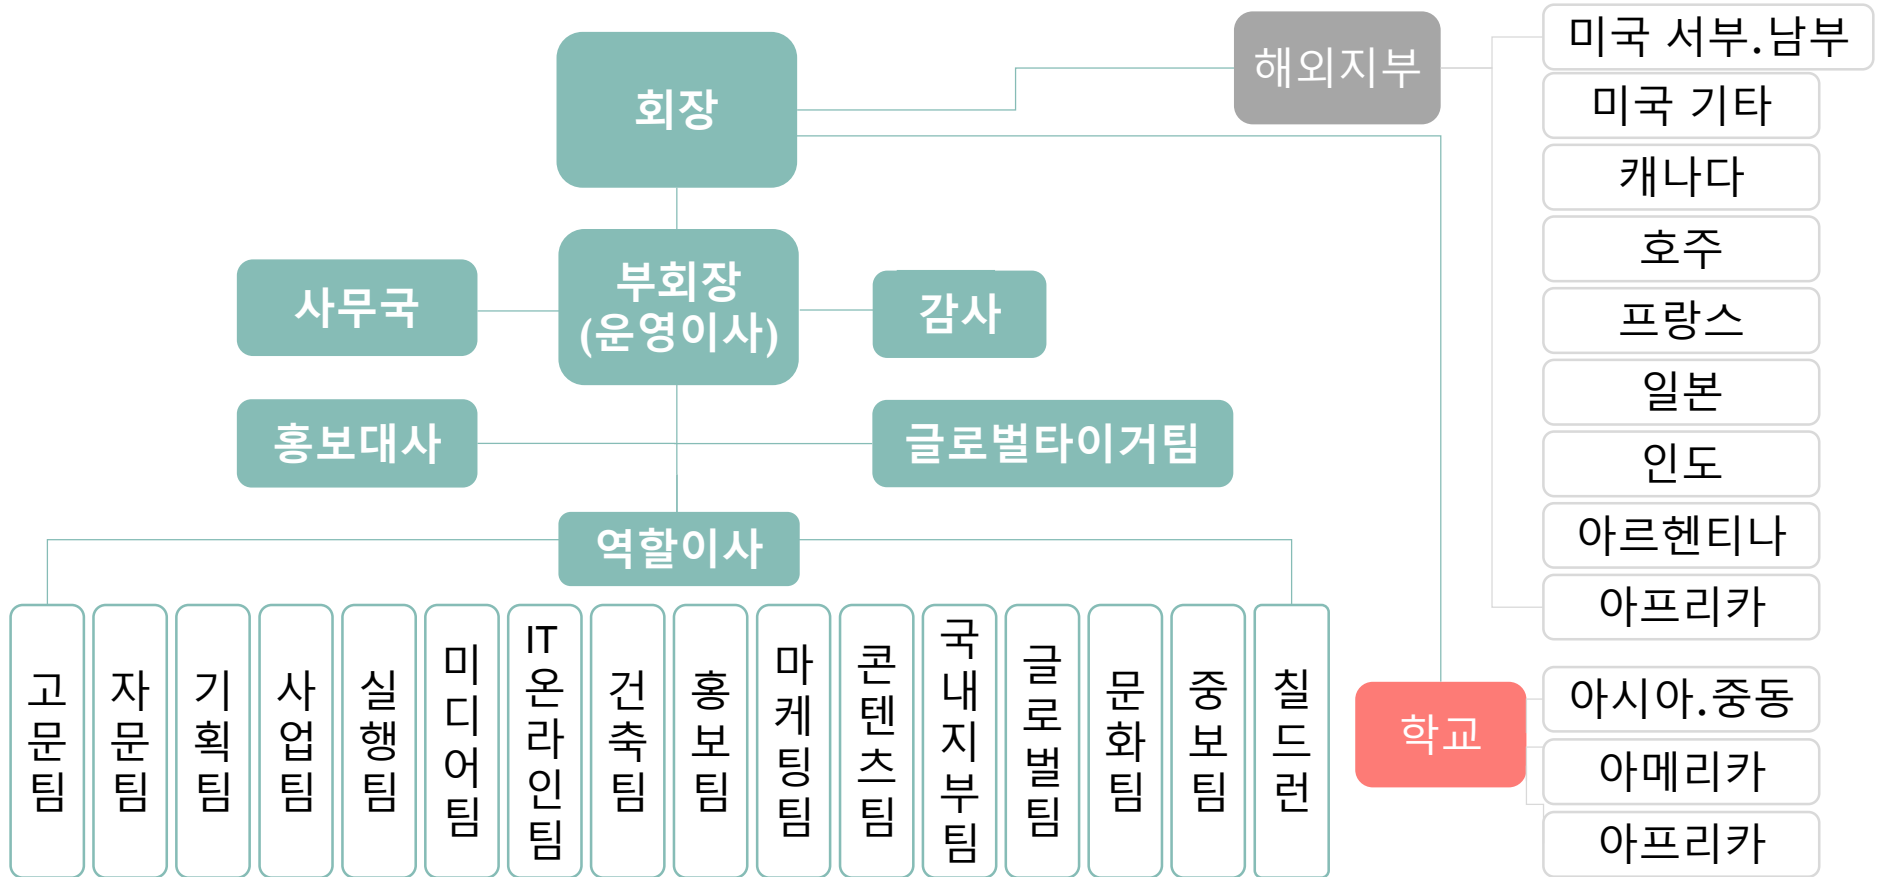 회장
해외지부
미국 서부.남부
미국 기타
캐나다
호주
프랑스
일본
인도
아르헨티나
아프리카
부회장
(운영이사)
사무국
감사
홍보대사
글로벌타이거팀
역할이사
고문팀
자문팀
기획팀
사업팀
실행팀
미디어팀
IT
온라인팀
건축팀
홍보팀
마케팅팀
콘텐츠팀
국내지부팀
글로벌팀
문화팀
중보팀
칠드런
학교
아시아.중동
아메리카
아프리카